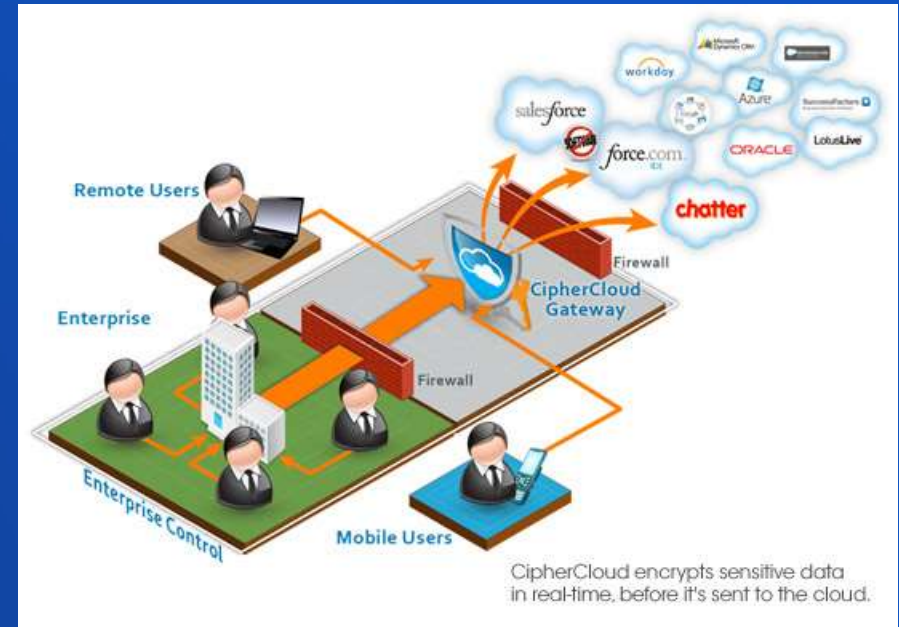 Microsoft
Dynamics CRM
workday
Azure
SuccessFactors
salesforce
SOFTWARE
force.com
ORACLE
LotusLive
chatter
Remote Users
Firewall
CipherCloud
Gateway
Enterprise
Firewall
Enterprise Control
Mobile Users
CipherCloud encrypts sensitive data
in real-time, before it's sent to the cloud.